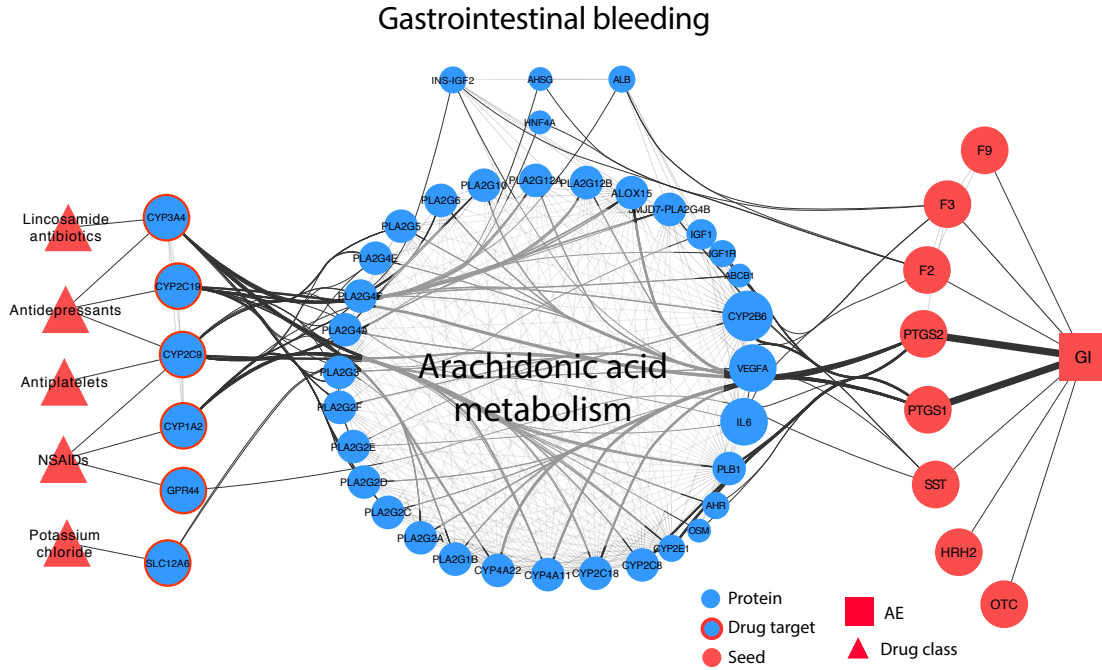 Gastrointestinal bleeding
INS-IGF2
AHSG
ALB
HNF4A
F9
PLA2G10
PLA2G12A
PLA2G12B
ALOX15
PLA2G6
JMJD7-PLA2G4B
F3
Lincosamide
antibiotics
CYP3A4
PLA2G5
IGF1
IGF1R
PLA2G4E
ABCB1
F2
CYP2C19
PLA2G4F
Antidepressants
CYP2B6
PLA2G4A
PTGS2
CYP2C9
GI
Arachidonic acid
metabolism
PLA2G3
VEGFA
Antiplatelets
PLA2G2F
PTGS1
CYP1A2
IL6
PLA2G2E
NSAIDs
PLB1
GPR44
PLA2G2D
SST
PLA2G2C
AHR
OSM
Potassium
chloride
PLA2G2A
CYP2E1
HRH2
SLC12A6
PLA2G1B
CYP4A22
CYP4A11
CYP2C18
CYP2C8
OTC
Protein
Drug target
Seed
AE
Drug class